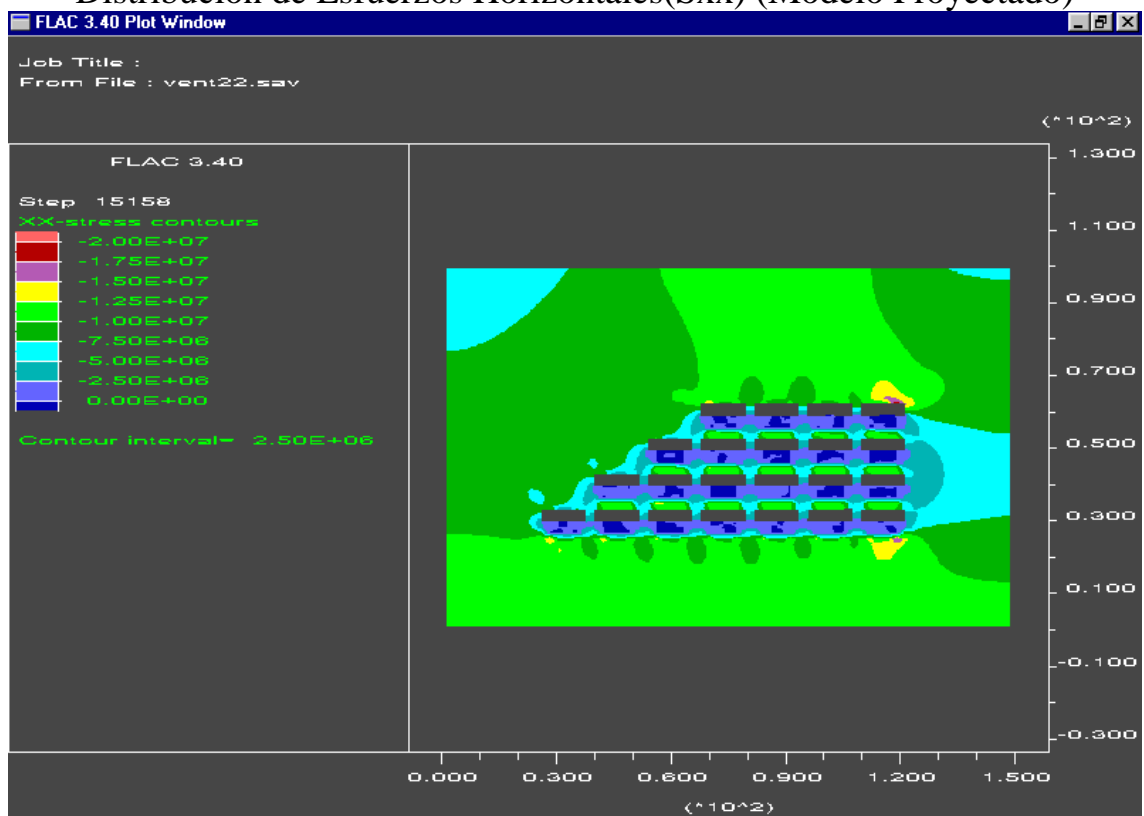 Distribución de Esfuerzos Horizontales(Sxx) (Modelo Proyectado)
FLAC 3.40 Plot Window
Job Title :
From File : vent22.sav
(*10^2)
FLAC 3.40
Step 15158
XX-stress contours
-2.00E+07
-1.75E+07
-1.50E+07
-1.25E+07
-1.00E+07
-7.50E+06
-5.00E+06
-2.50E+06
0.00E+00
Contour interval= 2.50E+06
1.300
1.100
0.900
0.700
0.500
0.300
0.100
-0.100
-0.300
0.000 0.300 0.600 0.900 1.200 1.500
(*10^2)